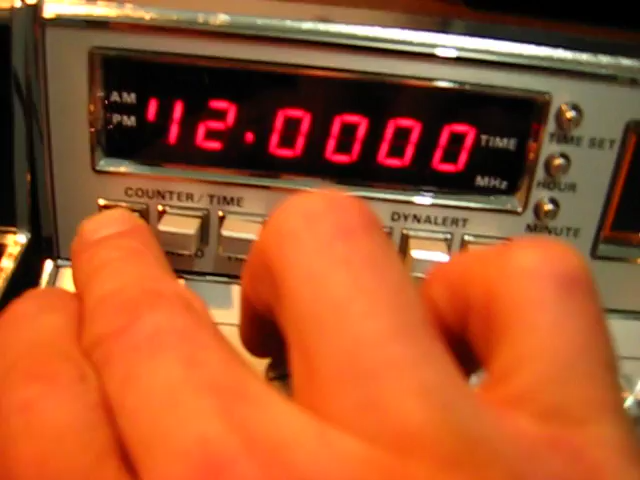 AM
PM
12.0000
TIME
MHz
TIME SET
HOUR
MINUTE
COUNTER/TIME
DYNALERT